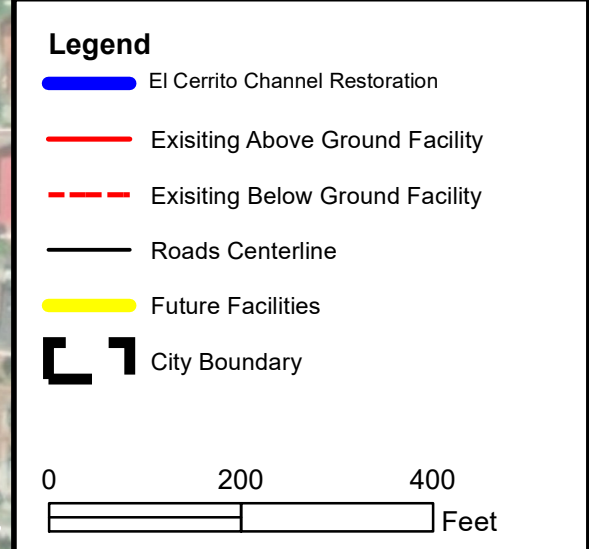 Legend
El Cerrito Channel Restoration
Exisiting Above Ground Facility
Exisiting Below Ground Facility
Roads Centerline
Future Facilities
City Boundary
0 200 400
Feet